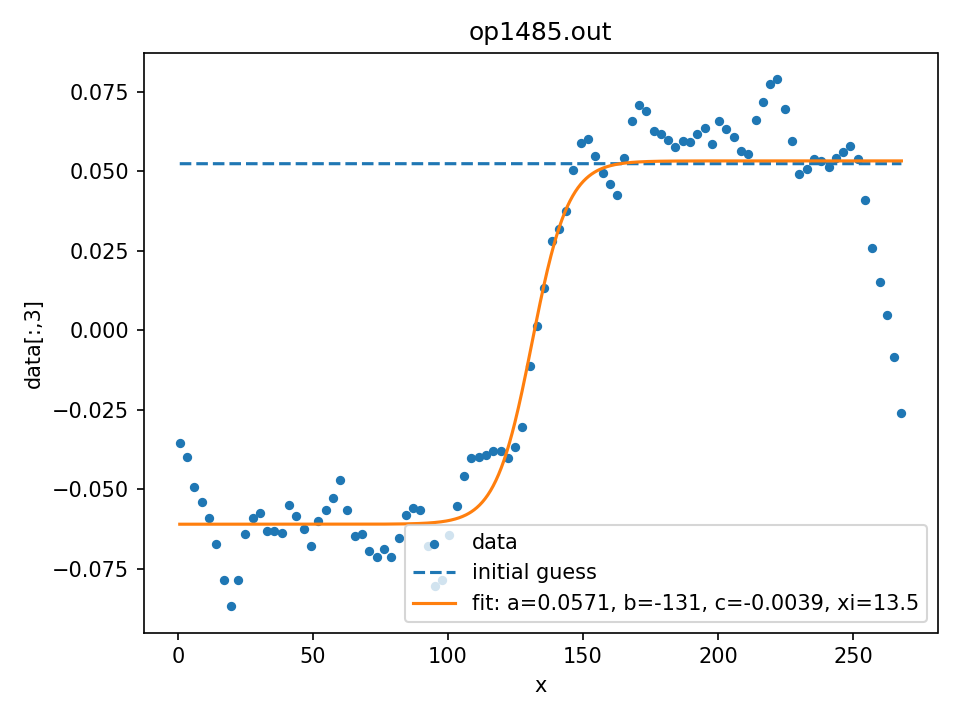 op1485.out
data[:,3]
0.075
0.050
0.025
0.000
−0.025
−0.050
−0.075
data
initial guess
fit: a=0.0571, b=-131, c=-0.0039, xi=13.5
0 50 100 150 200 250
x